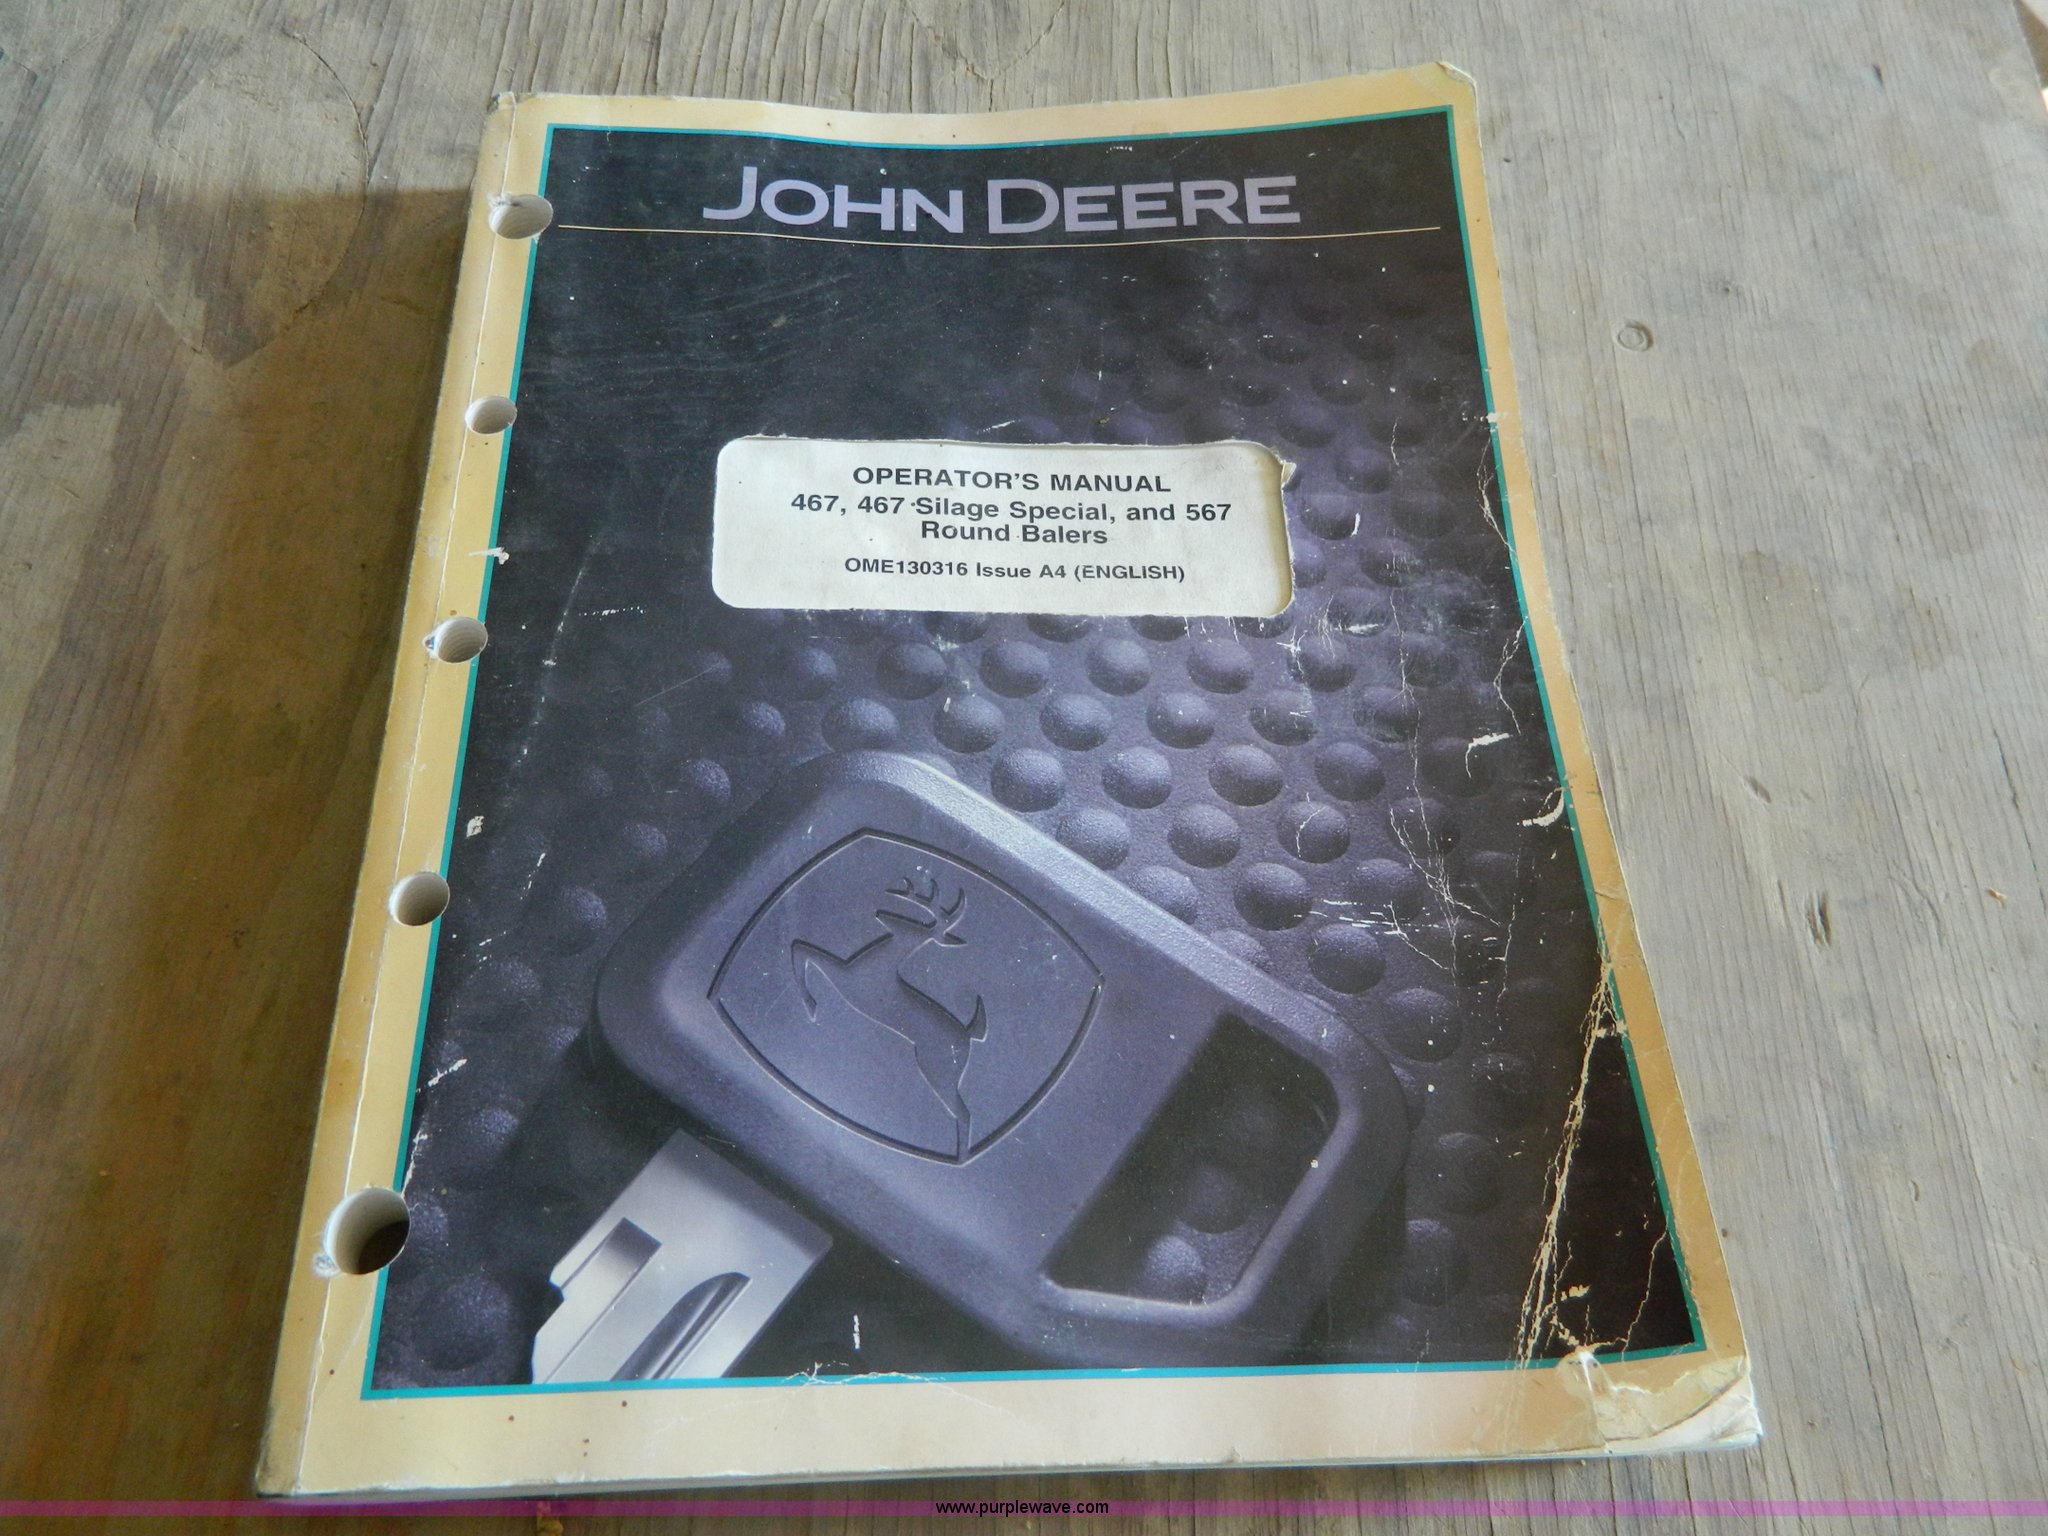 JOHN DEERE
OPERATOR'S MANUAL
467, 467 Silage Special, and 567
Round Balers
OME130316 Issue A4 (ENGLISH)
www.purplewave.com